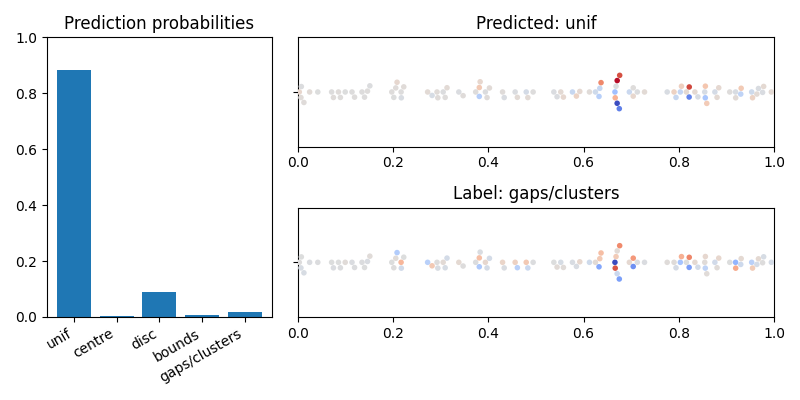 Prediction probabilities
1.0
0.8
0.6
0.4
0.2
0.0
unif
centre
disc
bounds
gaps/clusters
Predicted: unif
0.0 0.2 0.4 0.6 0.8 1.0
Label: gaps/clusters
0.0 0.2 0.4 0.6 0.8 1.0